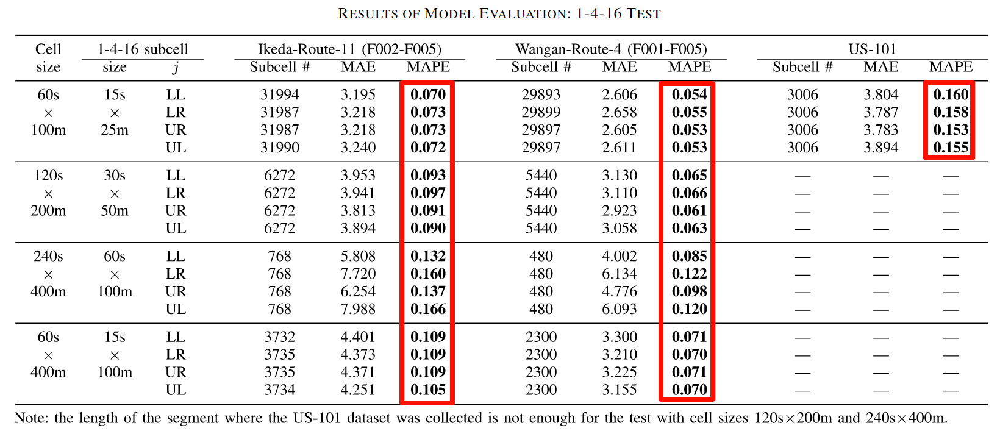 RESULTS OF MODEL EVALUATION: 1-4-16 TEST
Cell 1-4-16 subcell Ikeda-Route-11 (F002-F005) Wangan-Route-4 (F001-F005) US-101
size size j Subcell # MAE MAPE Subcell # MAE MAPE Subcell # MAE MAPE
60s 15s LL 31994 3.195 0.070 29893 2.606 0.054 3006 3.804 0.160
× × LR 31987 3.218 0.073 29899 2.658 0.055 3006 3.787 0.158
100m 25m UR 31987 3.218 0.073 29897 2.605 0.053 3006 3.783 0.153
UL 31990 3.240 0.072 29897 2.611 0.053 3006 3.894 0.155
120s 30s LL 6272 3.953 0.093 5440 3.130 0.065 — — —
× × LR 6272 3.941 0.097 5440 3.110 0.066 — — —
200m 50m UR 6272 3.813 0.091 5440 2.923 0.061 — — —
UL 6272 3.894 0.090 5440 3.058 0.063 — — —
240s 60s LL 768 5.808 0.132 480 4.002 0.085 — — —
× × LR 768 7.720 0.160 480 6.134 0.122 — — —
400m 100m UR 768 6.254 0.137 480 4.776 0.098 — — —
UL 768 7.988 0.166 480 6.093 0.120 — — —
60s 15s LL 3732 4.401 0.109 2300 3.300 0.071 — — —
× × LR 3735 4.373 0.109 2300 3.210 0.070 — — —
400m 100m UR 3735 4.371 0.109 2300 3.225 0.071 — — —
UL 3734 4.251 0.105 2300 3.155 0.070 — — —
Note: the length of the segment where the US-101 dataset was collected is not enough for the test with cell sizes 120s×200m and 240s×400m.